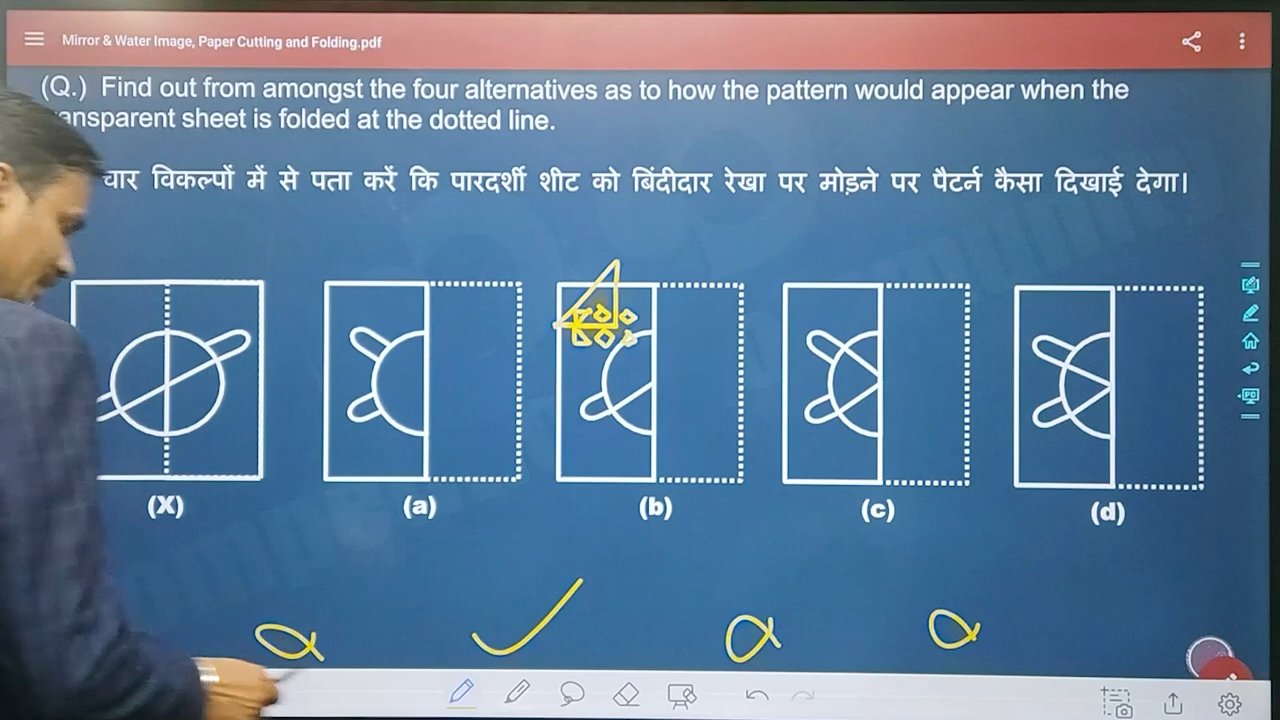 Mirror & Water Image, Paper Cutting and Folding.pdf
(Q.) Find out from amongst the four alternatives as to how the pattern would appear when the
ansparent sheet is folded at the dotted line.
चार विकल्पों में से पता करें कि पारदर्शी शीट को बिंदीदार रेखा पर मोड़ने पर पैटर्न कैसा दिखाई देगा।
(X) (a) (b) (c) (d)